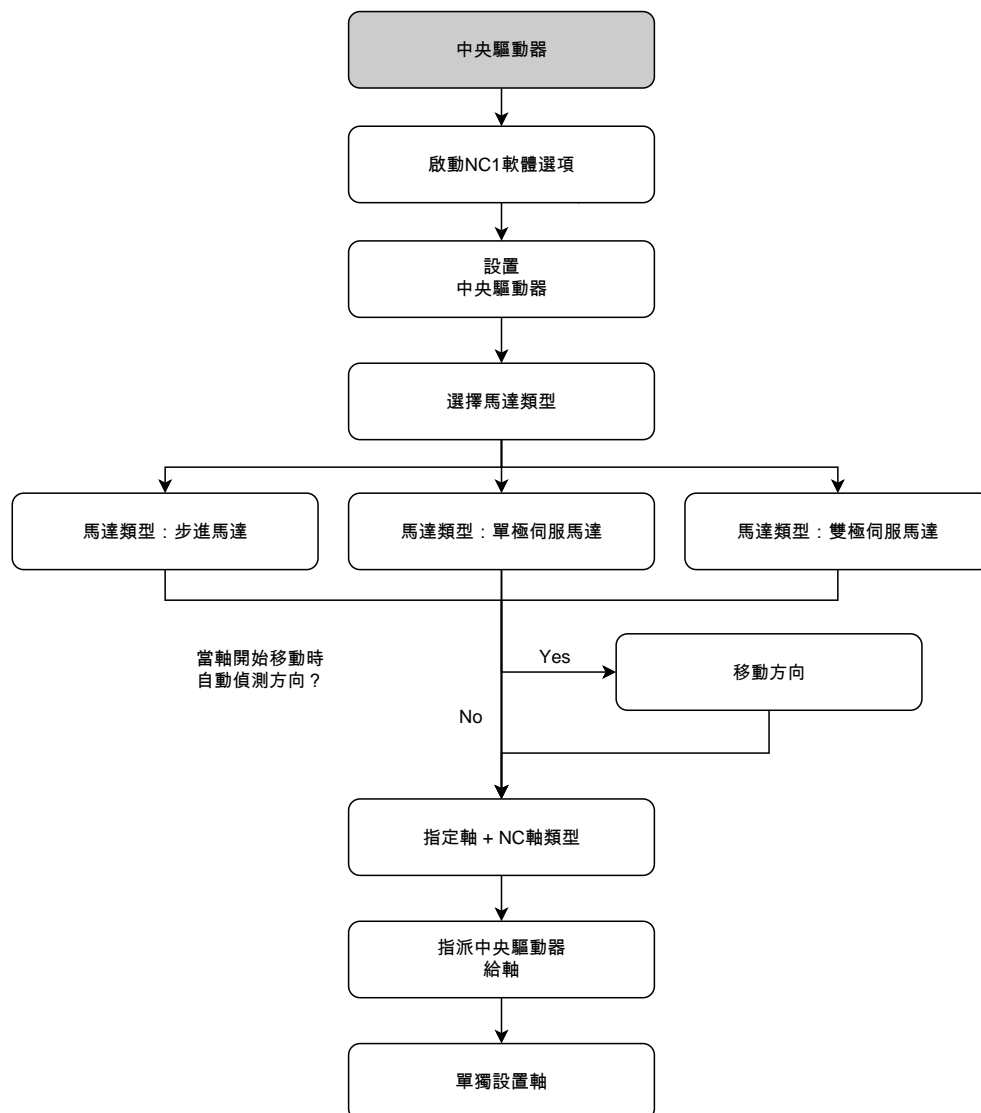 中央驅動器
啟動NC1軟體選項
設置
中央驅動器
選擇馬達類型
馬達類型：步進馬達
馬達類型：單極伺服馬達
馬達類型：雙極伺服馬達
當軸開始移動時
自動偵測方向？
Yes
移動方向
No
指定軸 + NC軸類型
指派中央驅動器
給軸
單獨設置軸